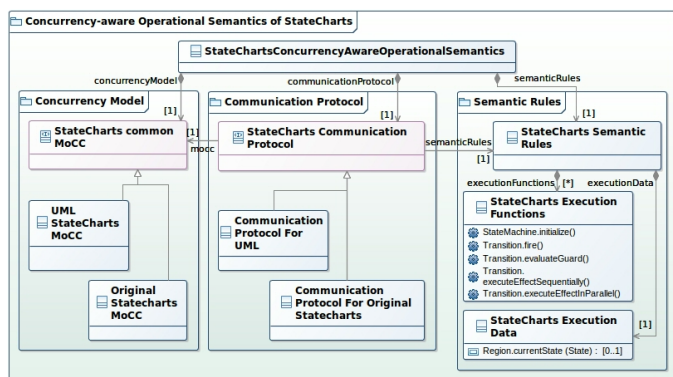 Concurrency-aware Operational Semantics of StateCharts
StateChartsConcurrencyAwareOperationalSemantics
concurrencyModel
communicationProtocol
semanticRules
[1]
[1]
[1]
Concurrency Model
StateCharts common
MoCC
UML
StateCharts
MoCC
Original
Statecharts
MoCC
[1]
mocc
Communication Protocol
StateCharts Communication
Protocol
Communication
Protocol For
UML
Communication
Protocol For Original
Statecharts
semanticRules
[1]
Semantic Rules
StateCharts Semantic
Rules
executionFunctions
[*]
executionData
StateCharts Execution
Functions
StateMachine.initialize()
Transition.fire()
Transition.evaluateGuard()
Transition.
executeEffectSequentially()
Transition.executeEffectInParallel()
[1]
StateCharts Execution
Data
Region.currentState (State) : [0..1]